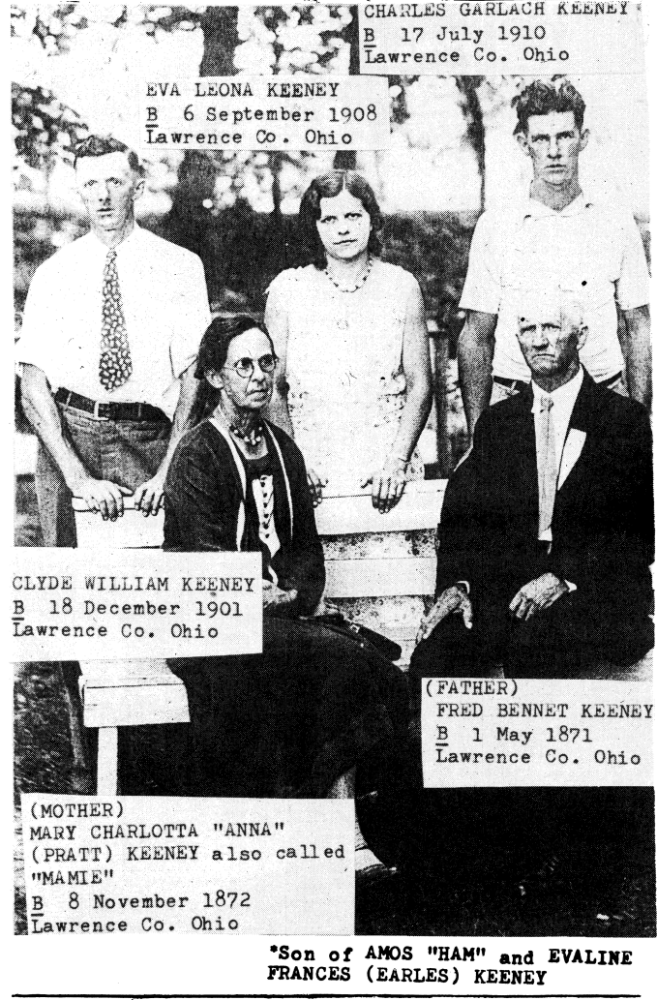 CHARLES GARLACH KEENEY
B 17 July 1910
Lawrence Co. Ohio
EVA LEONA KEENEY
B 6 September 1908
Lawrence Co. Ohio
CLYDE WILLIAM KEENEY
B 18 December 1901
Lawrence Co. Ohio
(FATHER)
FRED BENNET KEENEY
B 1 May 1871
Lawrence Co. Ohio
(MOTHER)
MARY CHARLOTTA "ANNA"
(PRATT) KEENEY also called
"MAMIE"
B 8 November 1872
Lawrence Co. Ohio
*Son of AMOS "HAM" and EVALINE
FRANCES (EARLES) KEENEY